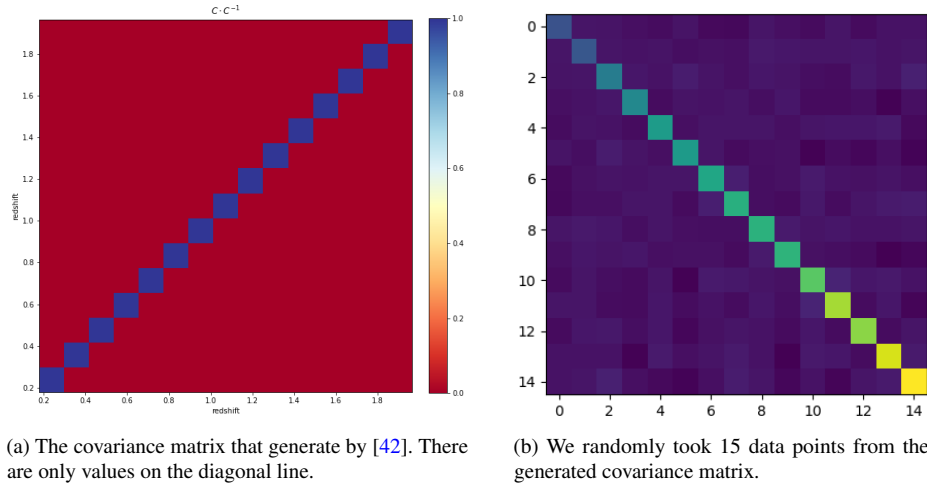 C · C⁻¹
1.8
1.6
1.4
1.2
1.0
0.8
0.6
0.4
0.2
redshift
0.2 0.4 0.6 0.8 1.0 1.2 1.4 1.6 1.8
redshift
1.0
0.8
0.6
0.4
0.2
0.0
0
2
4
6
8
10
12
14
0 2 4 6 8 10 12 14
(a) The covariance matrix that generate by [42]. There
are only values on the diagonal line.
(b) We randomly took 15 data points from the
generated covariance matrix.